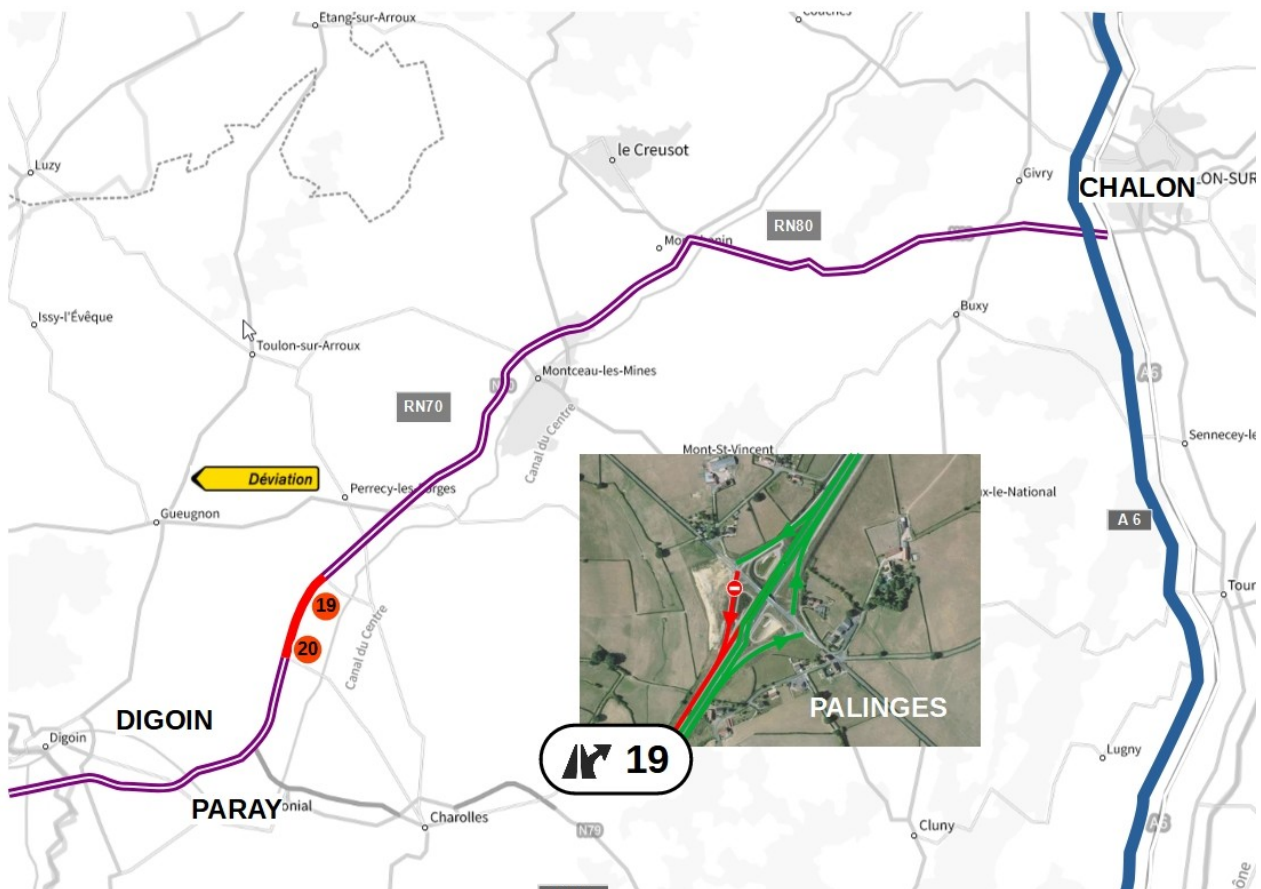 Etang-sur-Arroux
Couches
Luzy
le Creusot
Givry
CHALON
ON-SUR
RN80
Buxy
Issy-l'Évêque
Toulon-sur-Arroux
Montceau-les-Mines
A6
RN70
Canal du Centre
Sennecey-le
Mont-St-Vincent
Déviation
Perrecy-les-Forges
x-le-National
Gueugnon
A 6
Tour
19
20
Canal du Centre
PALINGES
DIGOIN
Digoin
19
Lugny
PARAY
onial
Charolles
N79
Cluny
A6
ône